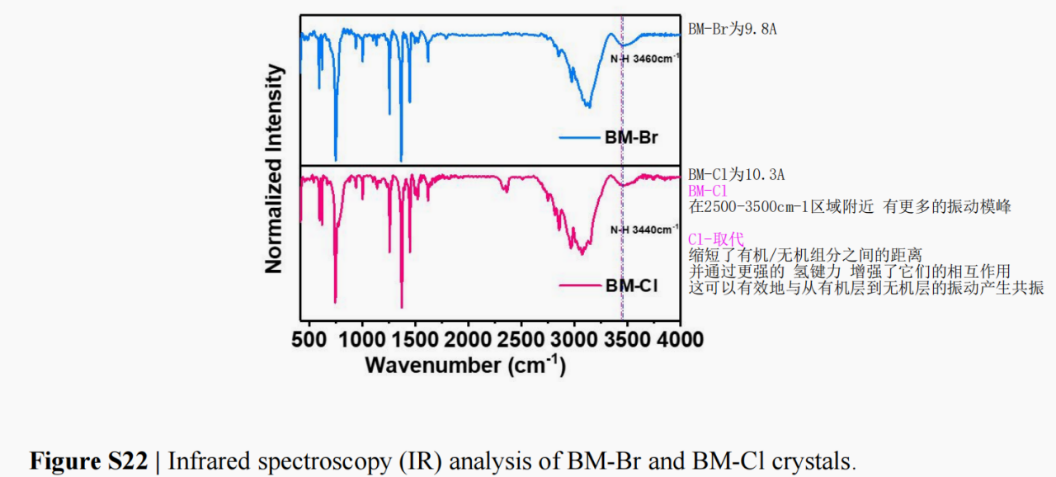 BM-Br为9.8A
N-H 3460cm⁻¹
BM-Br
Normalized Intensity
BM-Cl为10.3A
BM-Cl
在2500-3500cm-1区域附近 有更多的振动模峰
N-H 3440cm⁻¹
Cl-取代
缩短了有机/无机组分之间的距离
并通过更强的 氢键力 增强了它们的相互作用
这可以有效地与从有机层到无机层的振动产生共振
BM-Cl
500 1000 1500 2000 2500 3000 3500 4000
Wavenumber (cm⁻¹)
Figure S22 | Infrared spectroscopy (IR) analysis of BM-Br and BM-Cl crystals.